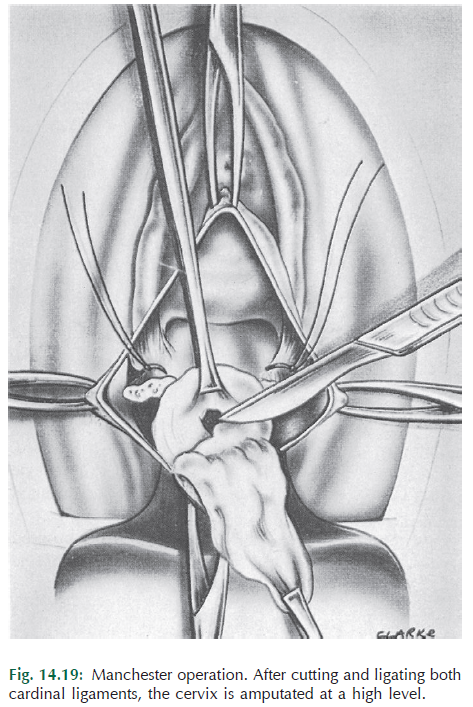 CLARKE
Fig. 14.19: Manchester operation. After cutting and ligating both
cardinal ligaments, the cervix is amputated at a high level.